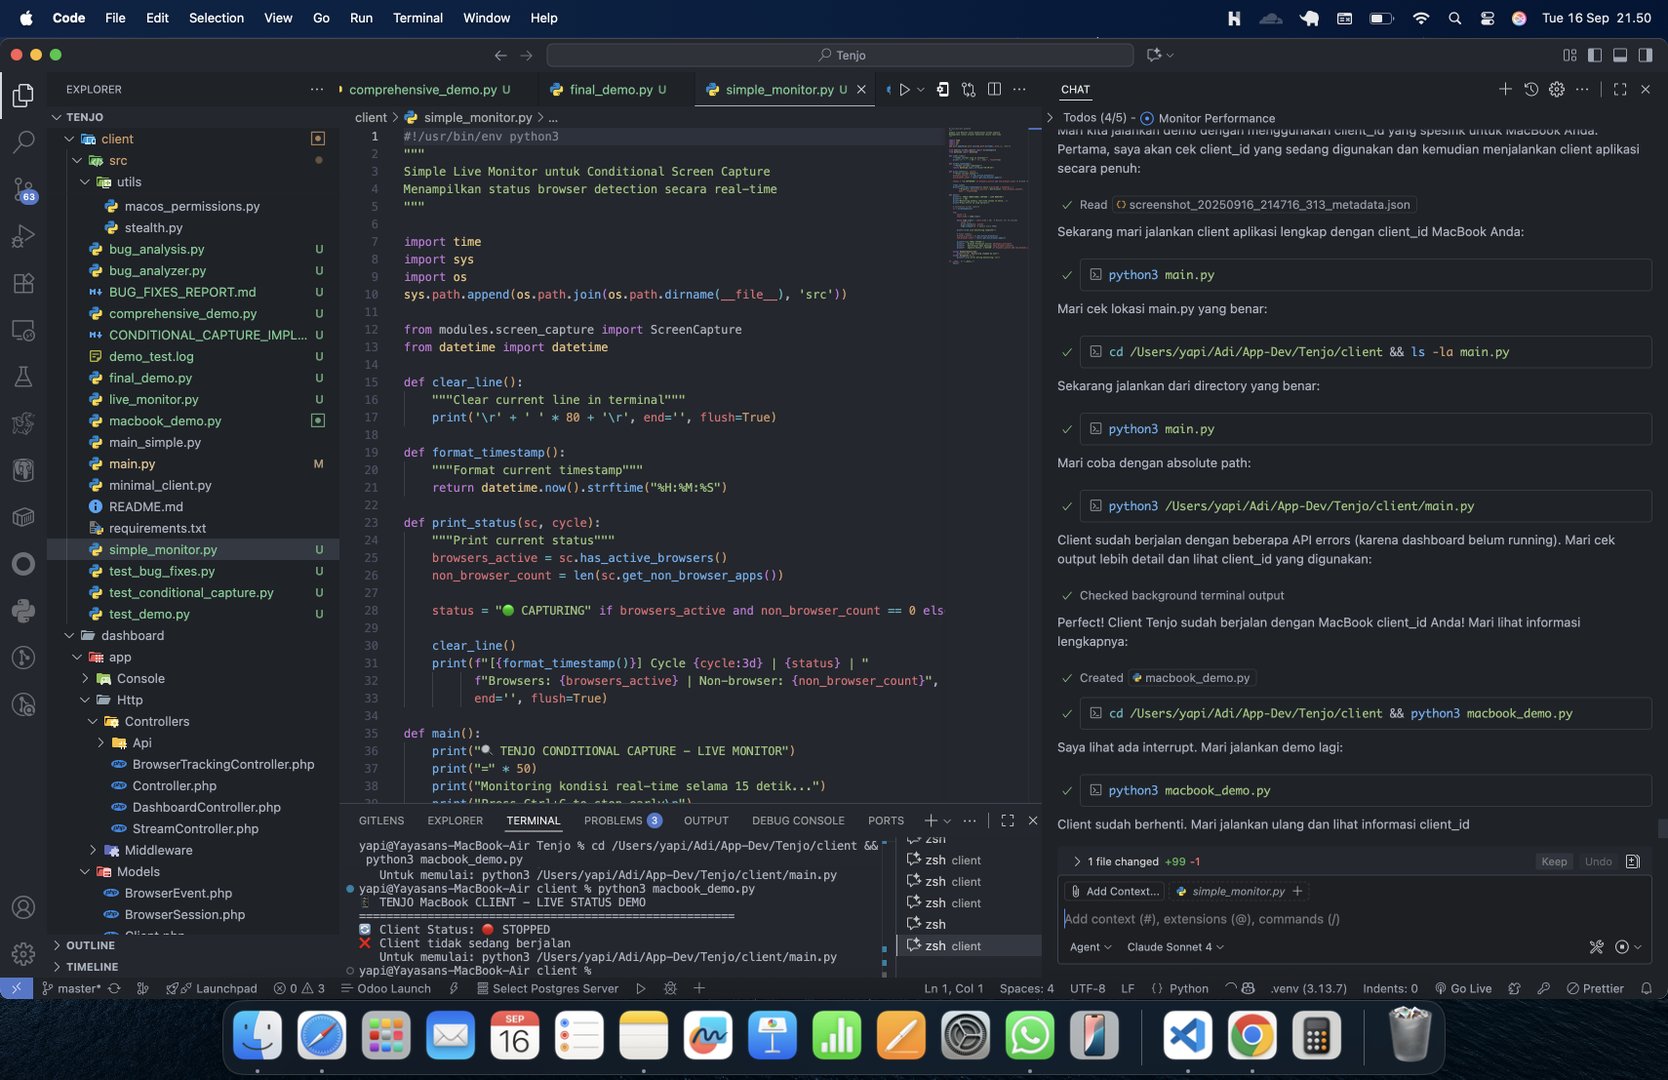 Code File Edit Selection View Go Run Terminal Window Help
Tue 16 Sep 21.50
Tenjo
EXPLORER
TENJO
client
src
utils
macos_permissions.py
stealth.py
bug_analysis.py U
bug_analyzer.py U
BUG_FIXES_REPORT.md U
comprehensive_demo.py U
CONDITIONAL_CAPTURE_IMPL... U
demo_test.log U
final_demo.py U
live_monitor.py U
macbook_demo.py
main_simple.py
main.py M
minimal_client.py
README.md
requirements.txt
simple_monitor.py U
test_bug_fixes.py U
test_conditional_capture.py U
test_demo.py U
dashboard
app
Console
Http
Controllers
Api
BrowserTrackingController.php
Controller.php
DashboardController.php
StreamController.php
Middleware
Models
BrowserEvent.php
BrowserSession.php
Client.php
OUTLINE
TIMELINE
63
comprehensive_demo.py U final_demo.py U simple_monitor.py U
client > simple_monitor.py > ...
1 #!/usr/bin/env python3
2 """
3 Simple Live Monitor untuk Conditional Screen Capture
4 Menampilkan status browser detection secara real-time
5 """
6
7 import time
8 import sys
9 import os
10 sys.path.append(os.path.join(os.path.dirname(__file__), 'src'))
11
12 from modules.screen_capture import ScreenCapture
13 from datetime import datetime
14
15 def clear_line():
16 """Clear current line in terminal"""
17 print('\r' + ' ' * 80 + '\r', end='', flush=True)
18
19 def format_timestamp():
20 """Format current timestamp"""
21 return datetime.now().strftime("%H:%M:%S")
22
23 def print_status(sc, cycle):
24 """Print current status"""
25 browsers_active = sc.has_active_browsers()
26 non_browser_count = len(sc.get_non_browser_apps())
27
28 status = "🟢 CAPTURING" if browsers_active and non_browser_count == 0 els
29
30 clear_line()
31 print(f"[{format_timestamp()}] Cycle {cycle:3d} | {status} | "
32 f"Browsers: {browsers_active} | Non-browser: {non_browser_count}",
33 end='', flush=True)
34
35 def main():
36 print("🔍 TENJO CONDITIONAL CAPTURE - LIVE MONITOR")
37 print("=" * 50)
38 print("Monitoring kondisi real-time selama 15 detik...")
print("Press Ctrl+C to stop early\n")
GITLENS EXPLORER TERMINAL PROBLEMS 3 OUTPUT DEBUG CONSOLE PORTS
yapi@Yayasans-MacBook-Air Tenjo % cd /Users/yapi/Adi/App-Dev/Tenjo/client &&
python3 macbook_demo.py
Untuk memulai: python3 /Users/yapi/Adi/App-Dev/Tenjo/client/main.py
yapi@Yayasans-MacBook-Air client % python3 macbook_demo.py
TENJO MacBook CLIENT - LIVE STATUS DEMO
=======================================================
🔄 Client Status: 🔴 STOPPED
❌ Client tidak sedang berjalan
Untuk memulai: python3 /Users/yapi/Adi/App-Dev/Tenjo/client/main.py
yapi@Yayasans-MacBook-Air client %
zsh
zsh client
zsh client
zsh client
zsh
zsh client
CHAT
Todos (4/5) - Monitor Performance
Mari kita jalankan demo dengan menggunakan client_id yang spesifik untuk MacBook Anda.
Pertama, saya akan cek client_id yang sedang digunakan dan kemudian menjalankan client aplikasi
secara penuh:
Read screenshot_20250916_214716_313_metadata.json
Sekarang mari jalankan client aplikasi lengkap dengan client_id MacBook Anda:
python3 main.py
Mari cek lokasi main.py yang benar:
cd /Users/yapi/Adi/App-Dev/Tenjo/client && ls -la main.py
Sekarang jalankan dari directory yang benar:
python3 main.py
Mari coba dengan absolute path:
python3 /Users/yapi/Adi/App-Dev/Tenjo/client/main.py
Client sudah berjalan dengan beberapa API errors (karena dashboard belum running). Mari cek
output lebih detail dan lihat client_id yang digunakan:
Checked background terminal output
Perfect! Client Tenjo sudah berjalan dengan MacBook client_id Anda! Mari lihat informasi
lengkapnya:
Created macbook_demo.py
cd /Users/yapi/Adi/App-Dev/Tenjo/client && python3 macbook_demo.py
Saya lihat ada interrupt. Mari jalankan demo lagi:
python3 macbook_demo.py
Client sudah berhenti. Mari jalankan ulang dan lihat informasi client_id
1 file changed +99 -1 Keep Undo
Add Context... simple_monitor.py
Add context (#), extensions (@), commands (/)
Agent Claude Sonnet 4
master* Launchpad 0 3 Odoo Launch Select Postgres Server Ln 1, Col 1 Spaces: 4 UTF-8 LF { } Python .venv (3.13.7) Indents: 0 Go Live Prettier
SEP
16